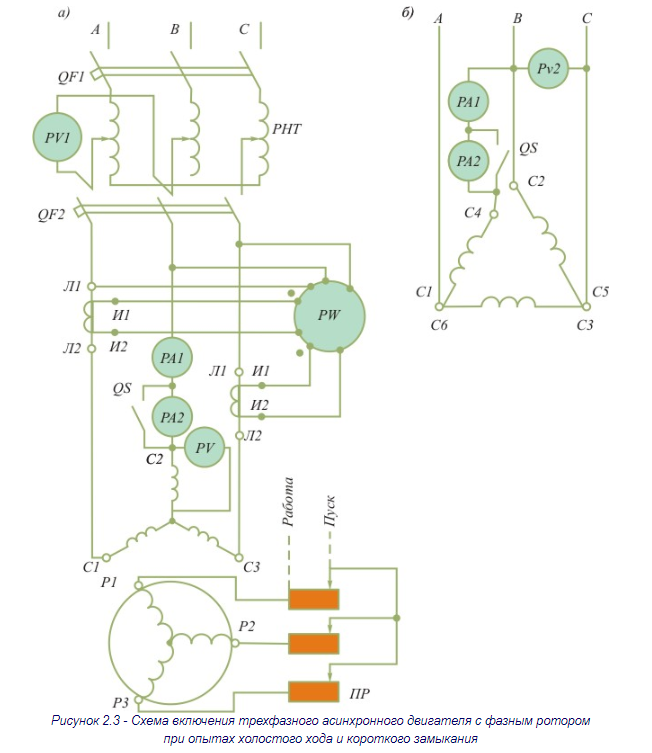 а) A B C
б) A B C
QF1
PV1
РНТ
Pv2
PA1
PA2
QS
C2
C4
QF2
Л1
И1
И2
Л2
PW
C1
C6
C5
C3
PA1
Л1 И1
QS
PA2
И2
PV
Л2
C2
C1
C3
Работа
Пуск
P1
P2
P3
ПР
Рисунок 2.3 - Схема включения трехфазного асинхронного двигателя с фазным ротором
при опытах холостого хода и короткого замыкания